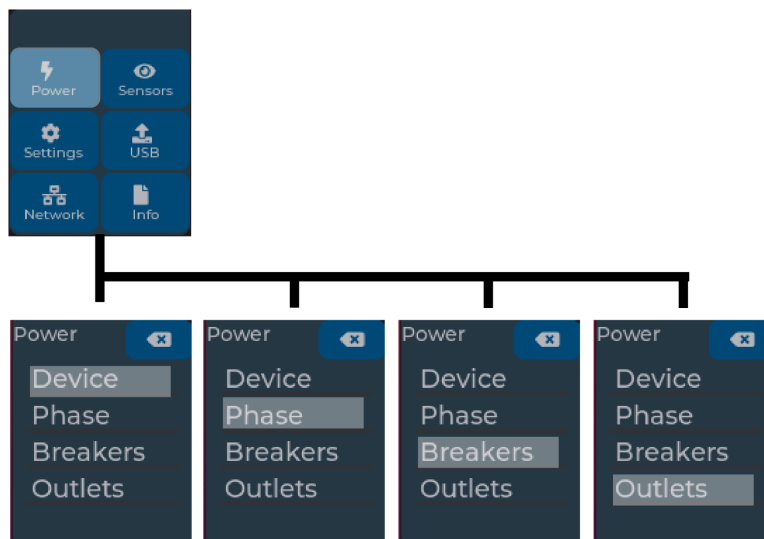 Power Sensors
Settings USB
Network Info
Power
Device
Phase
Breakers
Outlets
Power
Device
Phase
Breakers
Outlets
Power
Device
Phase
Breakers
Outlets
Power
Device
Phase
Breakers
Outlets